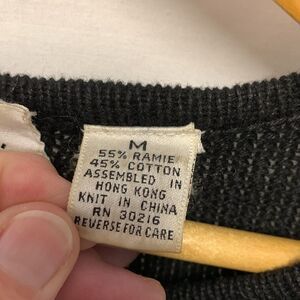 M
55% RAMIE
45% COTTON
ASSEMBLED IN
HONG KONG
KNIT IN CHINA
RN 30216
REVERSE FOR CARE